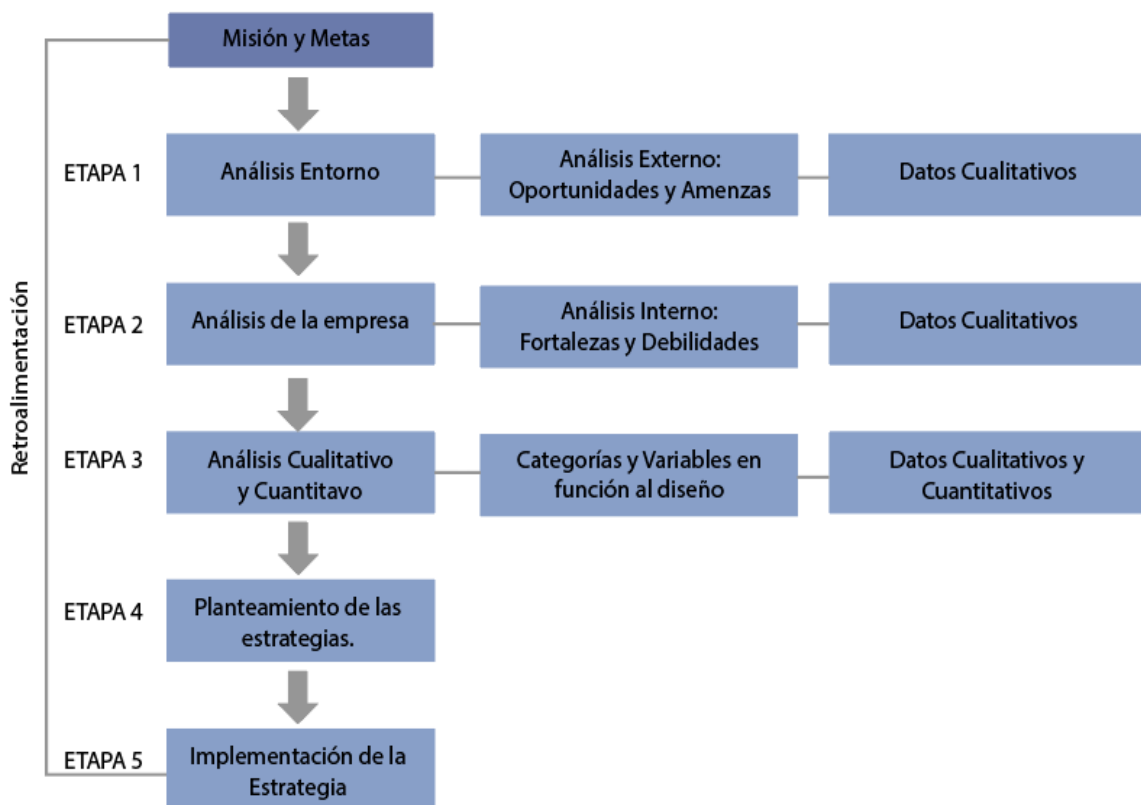 Misión y Metas
ETAPA 1
Análisis Entorno
Análisis Externo:
Oportunidades y Amenzas
Datos Cualitativos
ETAPA 2
Análisis de la empresa
Análisis Interno:
Fortalezas y Debilidades
Datos Cualitativos
Retroalimentación
ETAPA 3
Análisis Cualitativo
y Cuantitavo
Categorías y Variables en
función al diseño
Datos Cualitativos y
Cuantitativos
ETAPA 4
Planteamiento de las
estrategias.
ETAPA 5
Implementación de la
Estrategia